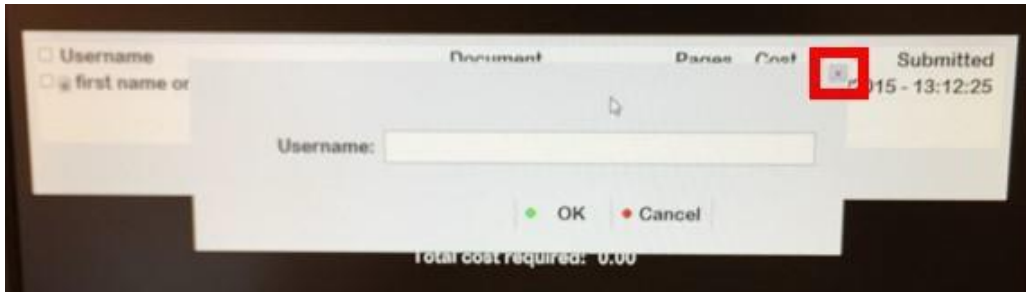 Username Document Pages Cost Submitted
first name or 2015 - 13:12:25
Username:
OK Cancel
Total cost required: 0.00